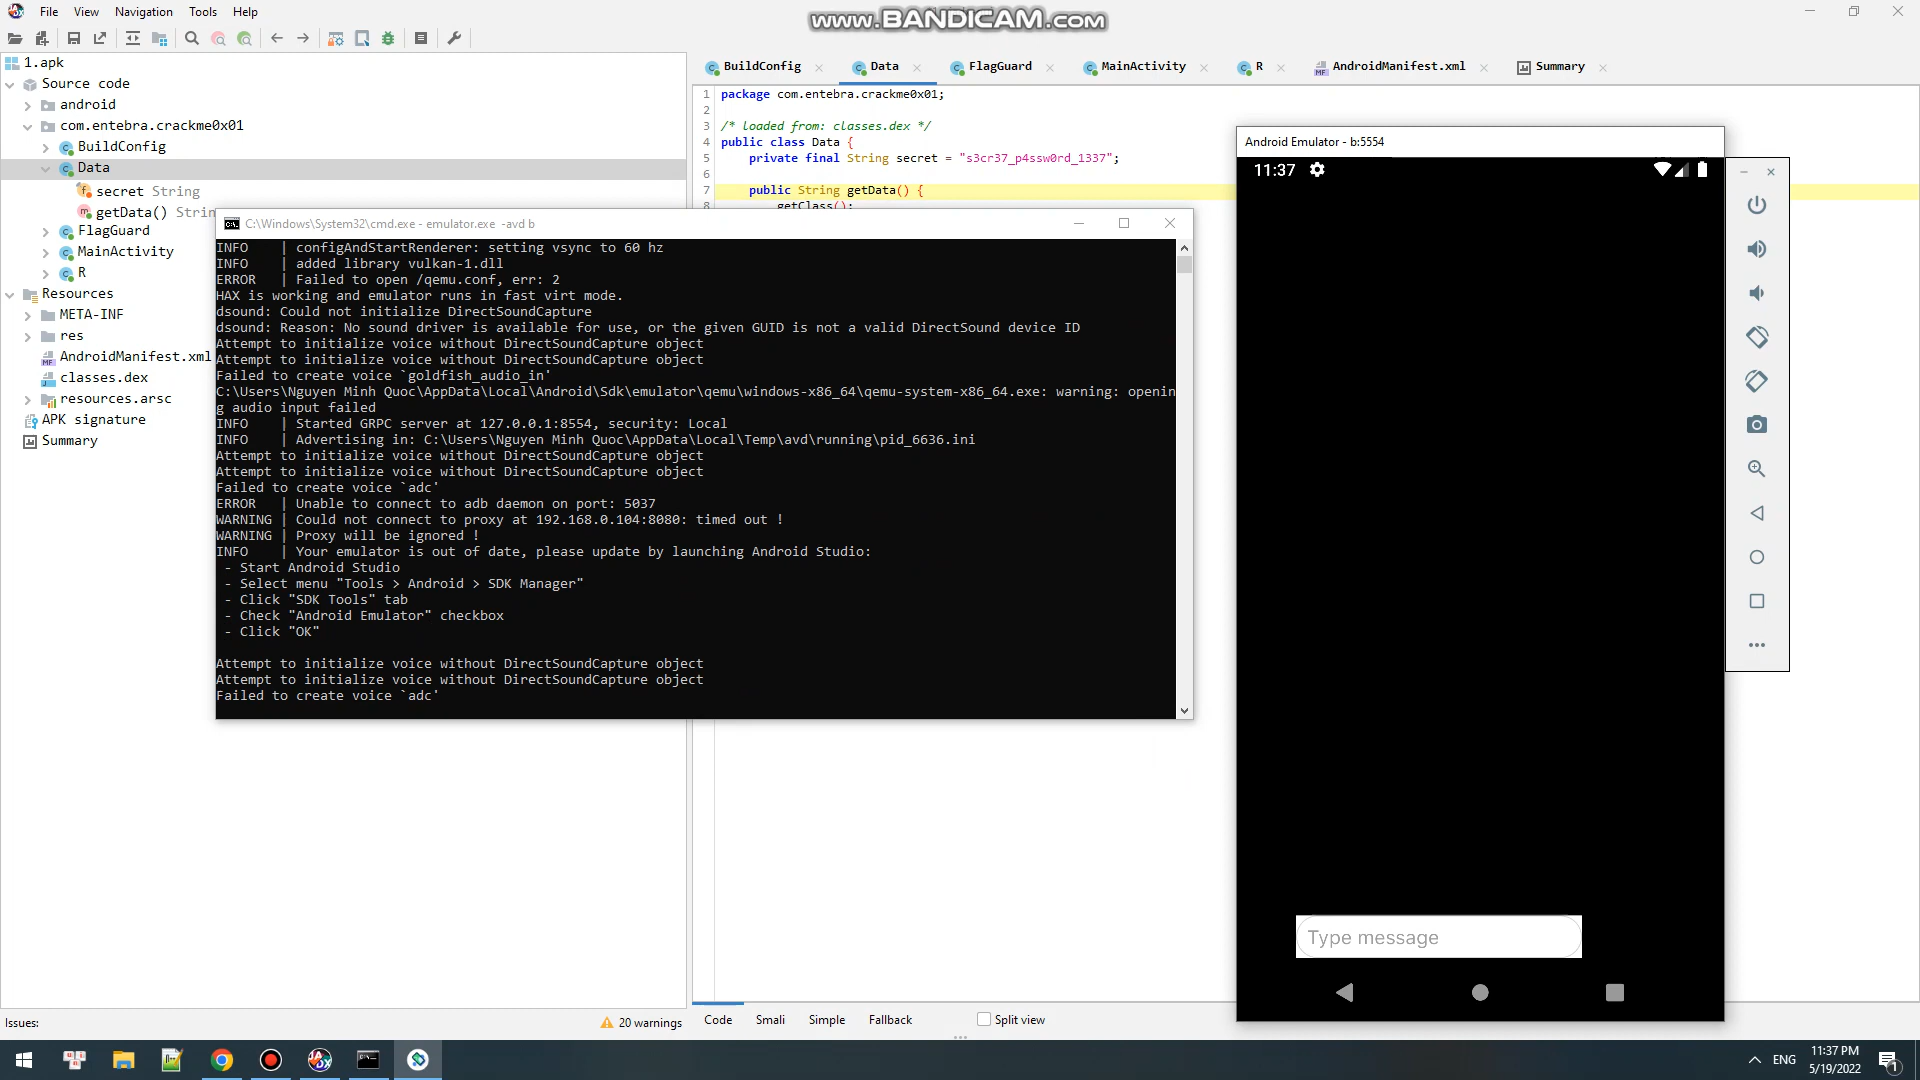 File View Navigation Tools Help
www.BANDICAM.com
1.apk
Source code
android
com.entebra.crackme0x01
BuildConfig
Data
secret String
getData()
FlagGuard
MainActivity
R
Resources
META-INF
res
AndroidManifest.xml
classes.dex
resources.arsc
APK signature
Summary
BuildConfig Data FlagGuard MainActivity R AndroidManifest.xml Summary
1 package com.entebra.crackme0x01;
2
3 /* loaded from: classes.dex */
4 public class Data {
5 private final String secret = "s3cr37_p4ssw0rd_1337";
6
7 public String getData() {
8 getClass();
C:\Windows\System32\cmd.exe - emulator.exe -avd b
INFO | configAndStartRenderer: setting vsync to 60 hz
INFO | added library vulkan-1.dll
ERROR | Failed to open /qemu.conf, err: 2
HAX is working and emulator runs in fast virt mode.
dsound: Could not initialize DirectSoundCapture
dsound: Reason: No sound driver is available for use, or the given GUID is not a valid DirectSound device ID
Attempt to initialize voice without DirectSoundCapture object
Attempt to initialize voice without DirectSoundCapture object
Failed to create voice `goldfish_audio_in'
C:\Users\Nguyen Minh Quoc\AppData\Local\Android\Sdk\emulator\qemu\windows-x86_64\qemu-system-x86_64.exe: warning: openin
g audio input failed
INFO | Started GRPC server at 127.0.0.1:8554, security: Local
INFO | Advertising in: C:\Users\Nguyen Minh Quoc\AppData\Local\Temp\avd\running\pid_6636.ini
Attempt to initialize voice without DirectSoundCapture object
Attempt to initialize voice without DirectSoundCapture object
Failed to create voice `adc'
ERROR | Unable to connect to adb daemon on port: 5037
WARNING | Could not connect to proxy at 192.168.0.104:8080: timed out !
WARNING | Proxy will be ignored !
INFO | Your emulator is out of date, please update by launching Android Studio:
- Start Android Studio
- Select menu "Tools > Android > SDK Manager"
- Click "SDK Tools" tab
- Check "Android Emulator" checkbox
- Click "OK"
Attempt to initialize voice without DirectSoundCapture object
Attempt to initialize voice without DirectSoundCapture object
Failed to create voice `adc'
Android Emulator - b:5554
11:37
Type message
Issues: 20 warnings
Code Smali Simple Fallback Split view
ENG
11:37 PM
5/19/2022
1